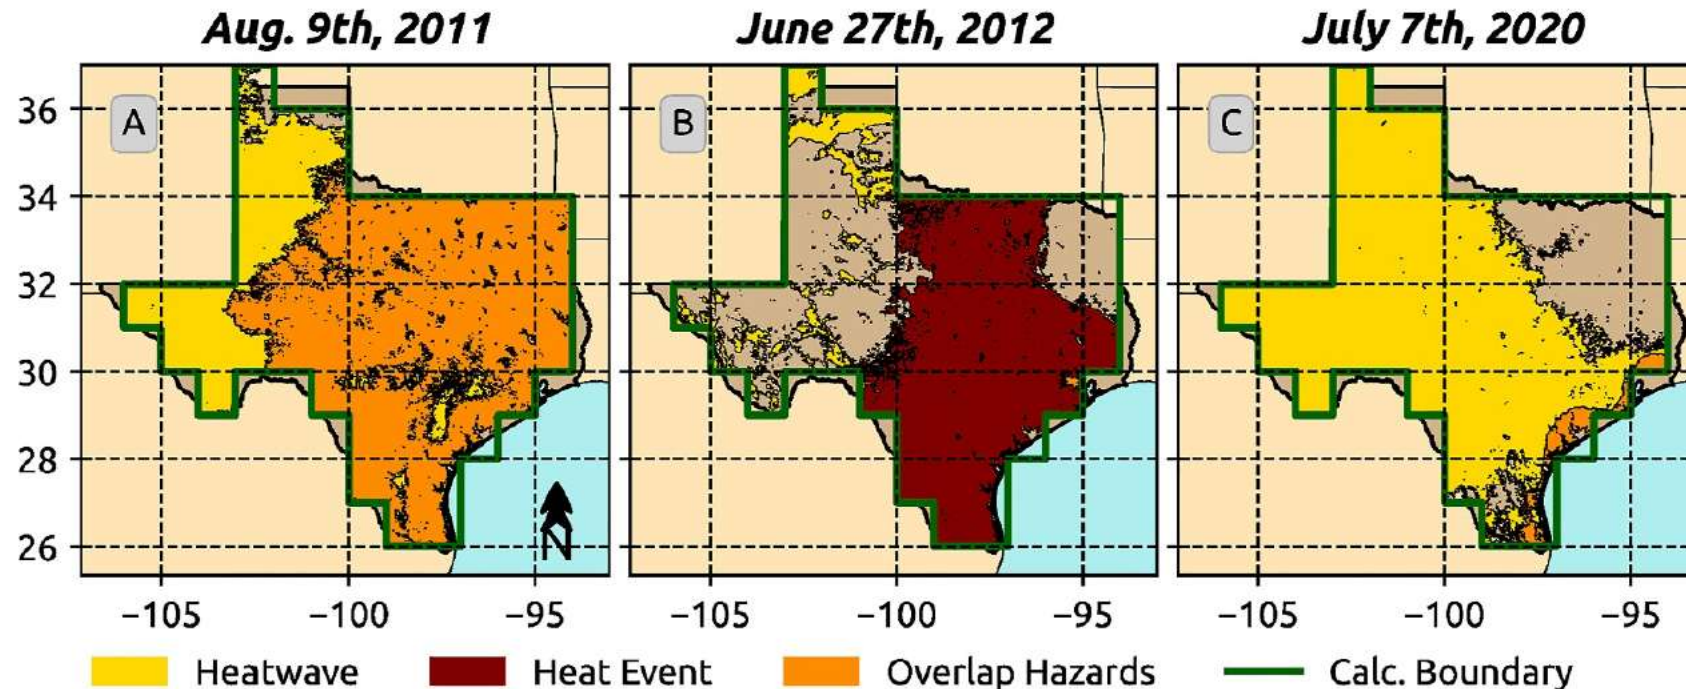 Aug. 9th, 2011 June 27th, 2012 July 7th, 2020
A B C
36
34
32
30
28
26
N
−105 −100 −95 −105 −100 −95 −105 −100 −95
Heatwave Heat Event Overlap Hazards Calc. Boundary